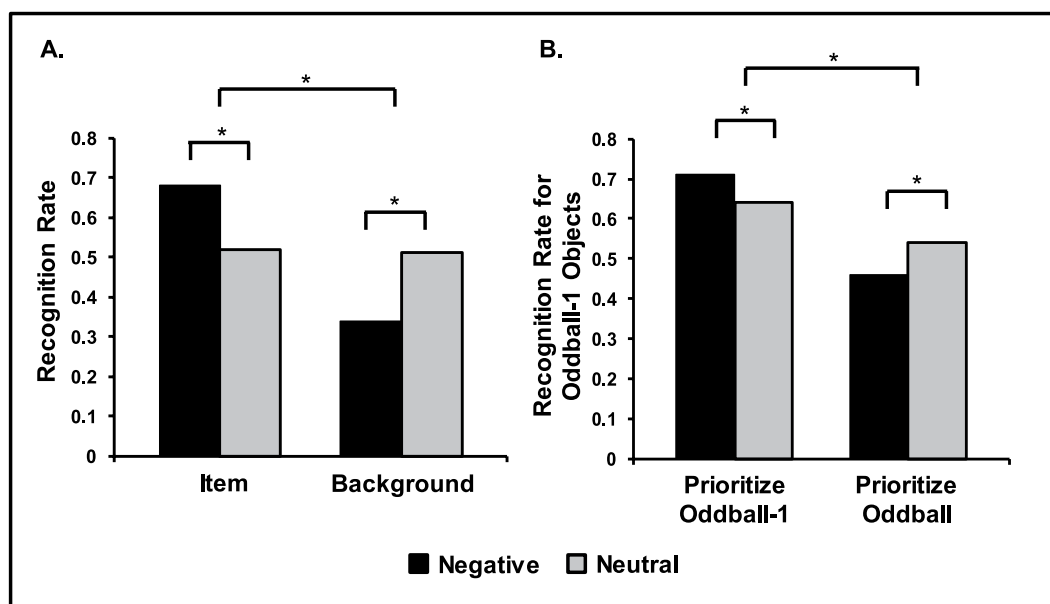 A.
*
*
*
Recognition Rate
0.8
0.7
0.6
0.5
0.4
0.3
0.2
0.1
0
Item
Background
B.
*
*
*
Recognition Rate for
Oddball-1 Objects
0.8
0.7
0.6
0.5
0.4
0.3
0.2
0.1
0
Prioritize
Oddball-1
Prioritize
Oddball
Negative
Neutral